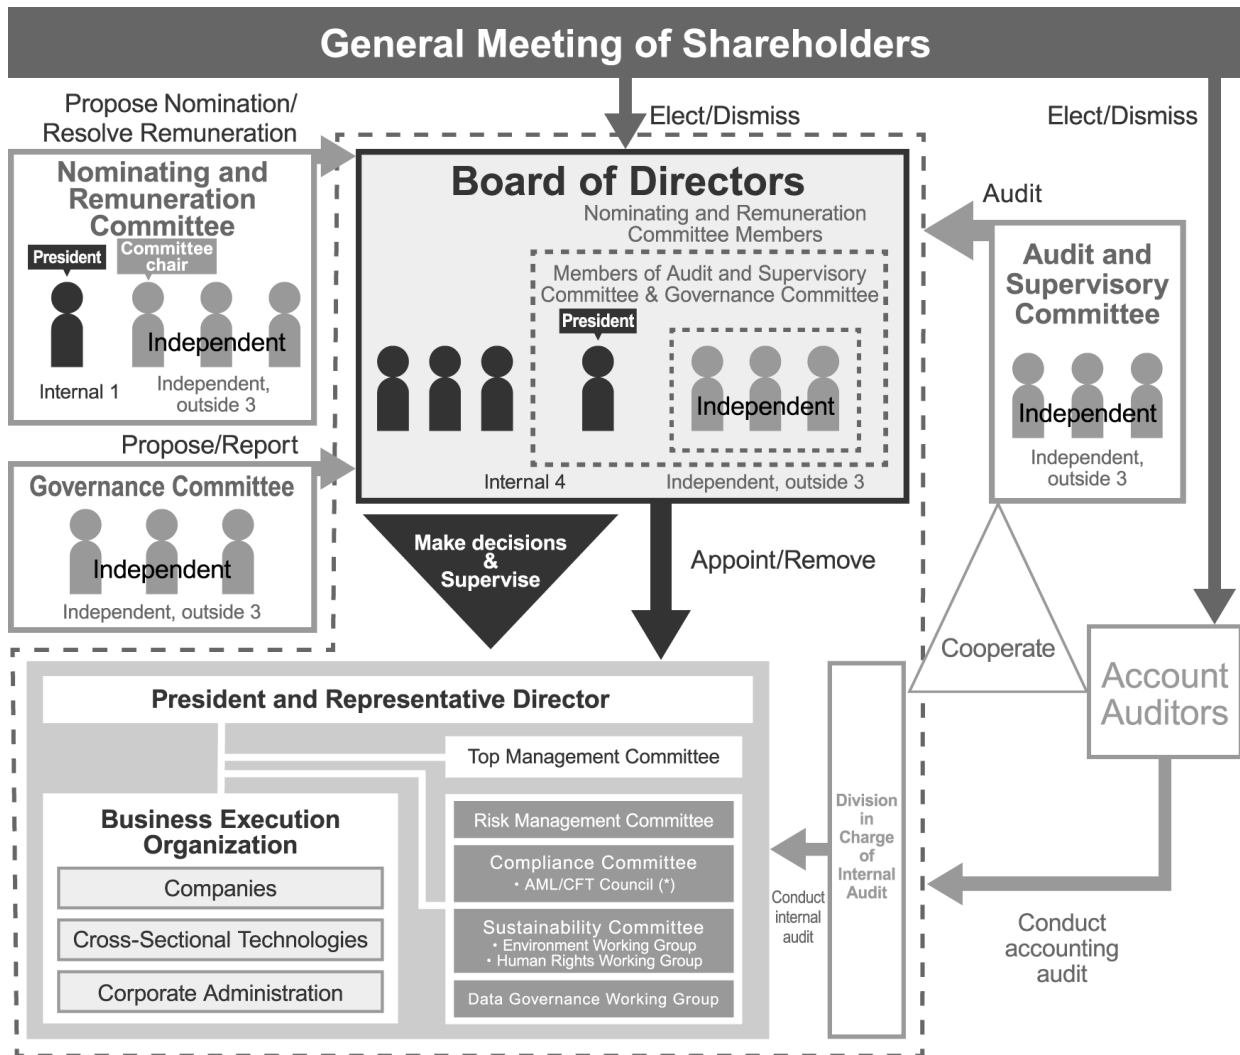 General Meeting of Shareholders
Propose Nomination/
Resolve Remuneration
Elect/Dismiss
Elect/Dismiss
Nominating and
Remuneration
Committee
President
Committee
chair
Independent
Internal 1
Independent,
outside 3
Board of Directors
Nominating and Remuneration
Committee Members
Members of Audit and Supervisory
Committee & Governance Committee
President
Independent
Internal 4
Independent, outside 3
Audit
Audit and
Supervisory
Committee
Independent
Independent,
outside 3
Propose/Report
Governance Committee
Independent
Independent, outside 3
Make decisions
&
Supervise
Appoint/Remove
Cooperate
Account
Auditors
President and Representative Director
Top Management Committee
Business Execution
Organization
Companies
Cross-Sectional Technologies
Corporate Administration
Risk Management Committee
Compliance Committee
・AML/CFT Council (*)
Sustainability Committee
・Environment Working Group
・Human Rights Working Group
Data Governance Working Group
Conduct
internal
audit
Division
in
Charge
of
Internal
Audit
Conduct
accounting
audit